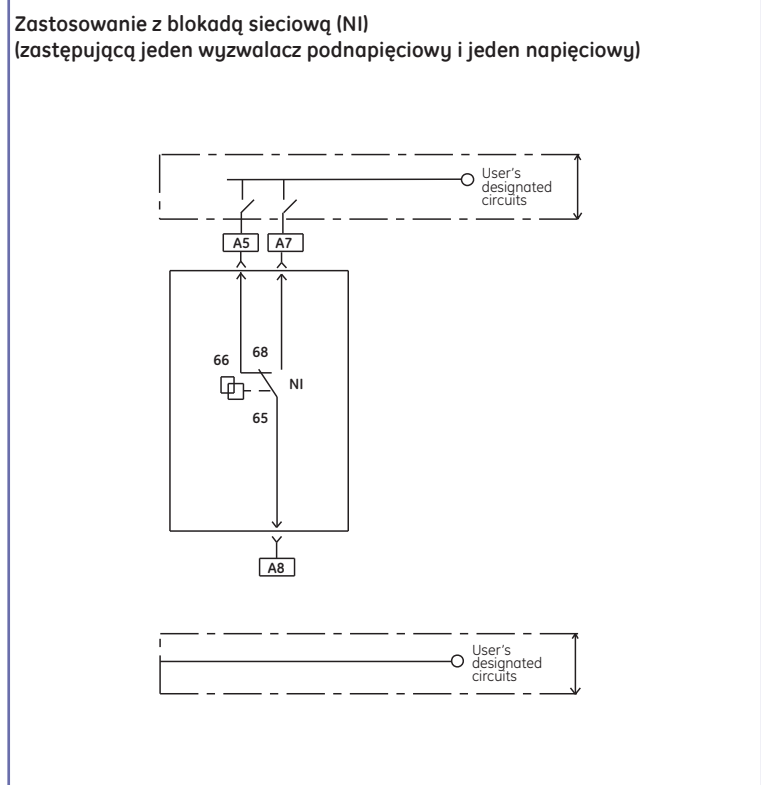 Zastosowanie z blokadą sieciową (NI)
(zastępującą jeden wyzwalacz podnapięciowy i jeden napięciowy)
User's
designated
circuits
A5
A7
68
66
NI
65
A8
User's
designated
circuits